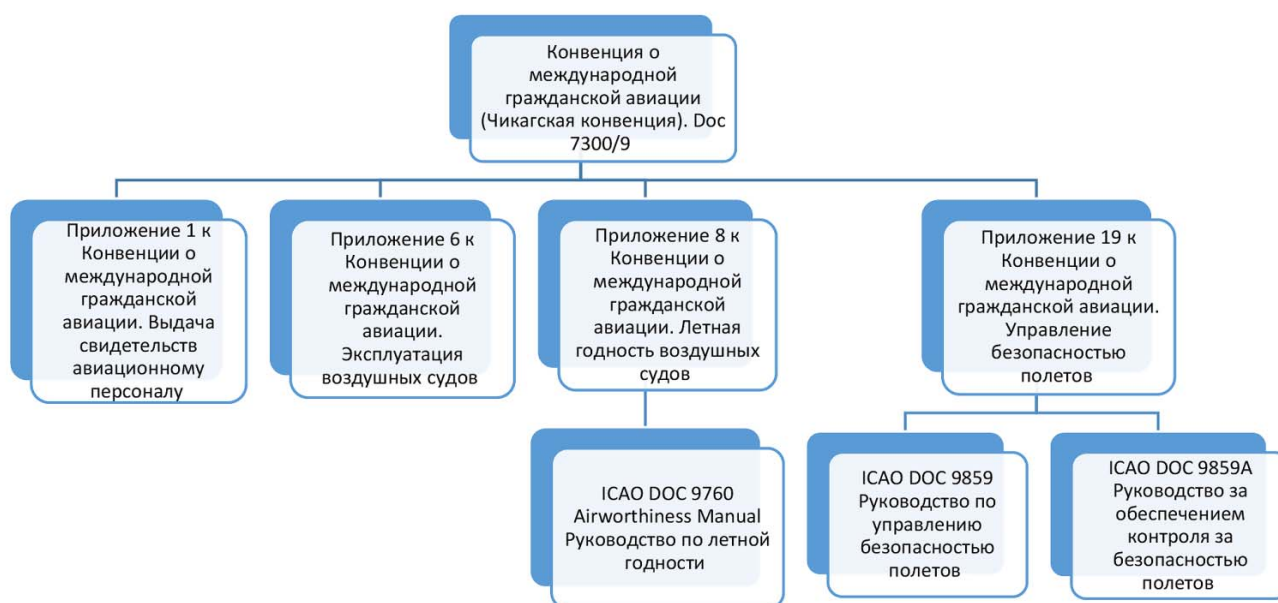 Конвенция о
международной
гражданской авиации
(Чикагская конвенция). Doc
7300/9
Приложение 1 к
Конвенции о
международной
гражданской
авиации. Выдача
свидетельств
авиационному
персоналу
Приложение 6 к
Конвенции о
международной
гражданской
авиации.
Эксплуатация
воздушных судов
Приложение 8 к
Конвенции о
международной
гражданской
авиации. Летная
годность воздушных
судов
Приложение 19 к
Конвенции о
международной
гражданской авиации.
Управление
безопасностью
полетов
ICAO DOC 9760
Airworthiness Manual
Руководство по летной
годности
ICAO DOC 9859
Руководство по
управлению
безопасностью
полетов
ICAO DOC 9859A
Руководство за
обеспечением
контроля за
безопасностью
полетов